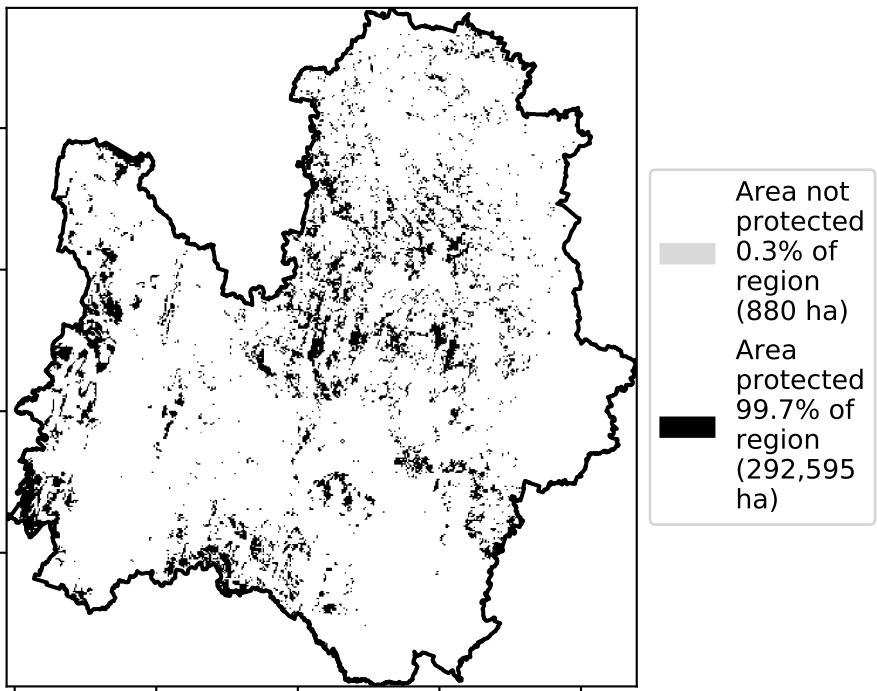 Area not
protected
0.3% of
region
(880 ha)
Area
protected
99.7% of
region
(292,595
ha)